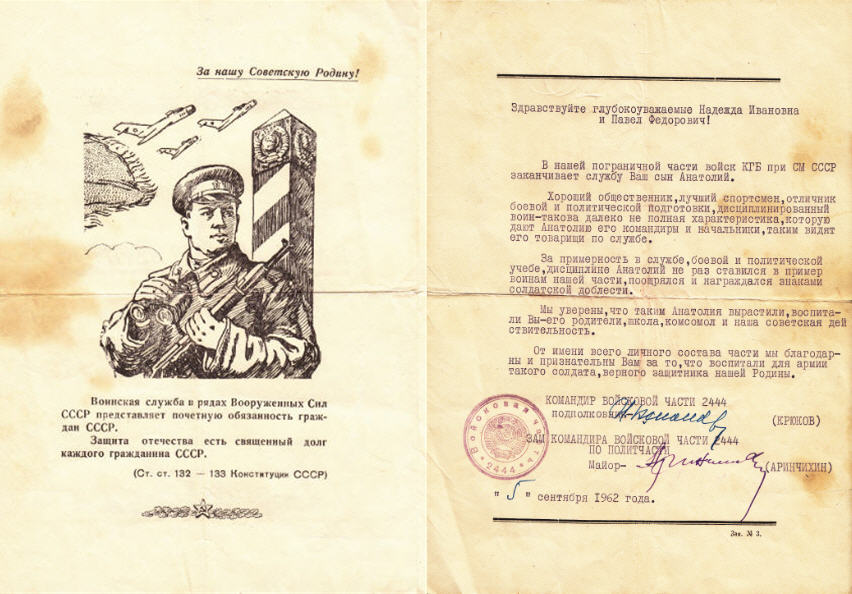 За нашу Советскую Родину!
Воинская служба в рядах Вооруженных Сил
СССР представляет почетную обязанность граж-
дан СССР.
Защита отечества есть священный долг
каждого гражданина СССР.
(Ст. ст. 132 — 133 Конституции СССР)
Здравствуйте глубокоуважаемые Надежда Ивановна
и Павел Федорович!
В нашей пограничной части войск КГБ при СМ СССР
заканчивает службу Ваш сын Анатолий.
Хороший общественник,лучший спортсмен,отличник
боевой и политической подготовки,дисциплинированный
воин-такова далеко не полная характеристика,которую
дают Анатолию его командиры и начальники,таким видят
его товарищи по службе.
За примерность в службе,боевой и политической
учебе,дисциплине Анатолий не раз ставился в пример
воинам нашей части,поощрялся и награждался знаками
солдатской доблести.
Мы уверены,что таким Анатолия вырастили,воспита-
ли Вы-его родители,школа,комсомол и наша советская дей
ствительность.
От имени всего личного состава части мы благодар-
ны и признательны Вам за то,что воспитали для армии
такого солдата,верного защитника нашей Родины.
КОМАНДИР ВОЙСКОВОЙ ЧАСТИ 2444
подполковник
(КРЮКОВ)
ЗАМ КОМАНДИРА ВОЙСКОВОЙ ЧАСТИ 2444
ПО ПОЛИТЧАСТИ
Майор-
(АРИНЧИХИН)
Войсковая часть
2444
"5" сентября 1962 года.
Зак. № 3.